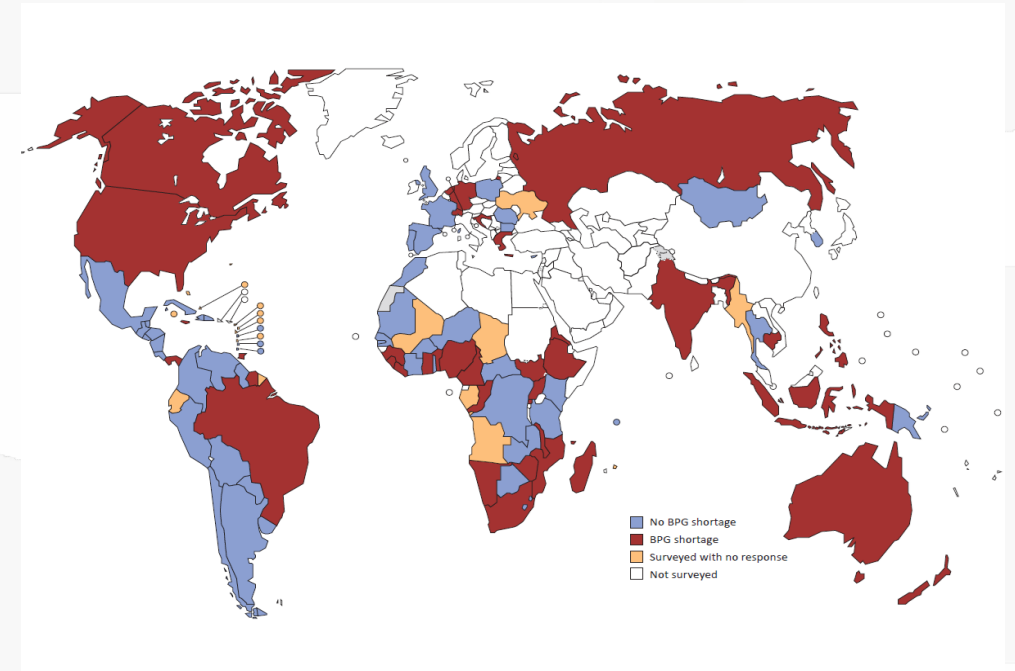 No BPG shortage
BPG shortage
Surveyed with no response
Not surveyed